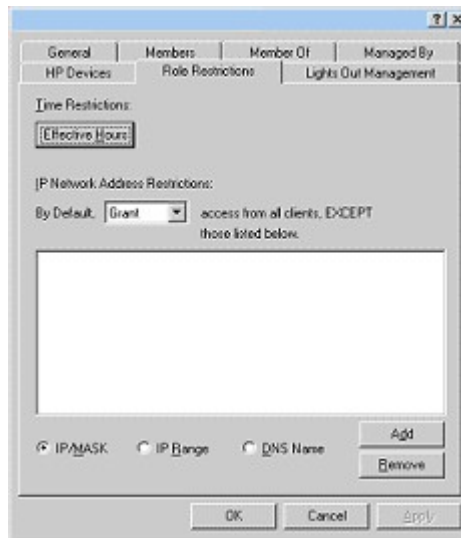 General Members Member Of Managed By
HP Devices Role Restrictions Lights Out Management
Time Restrictions:
Effective Hours
IP Network Address Restrictions:
By Default, Grant access from all clients, EXCEPT
those listed below.
Add
IP/MASK IP Range DNS Name
Remove
OK Cancel Apply